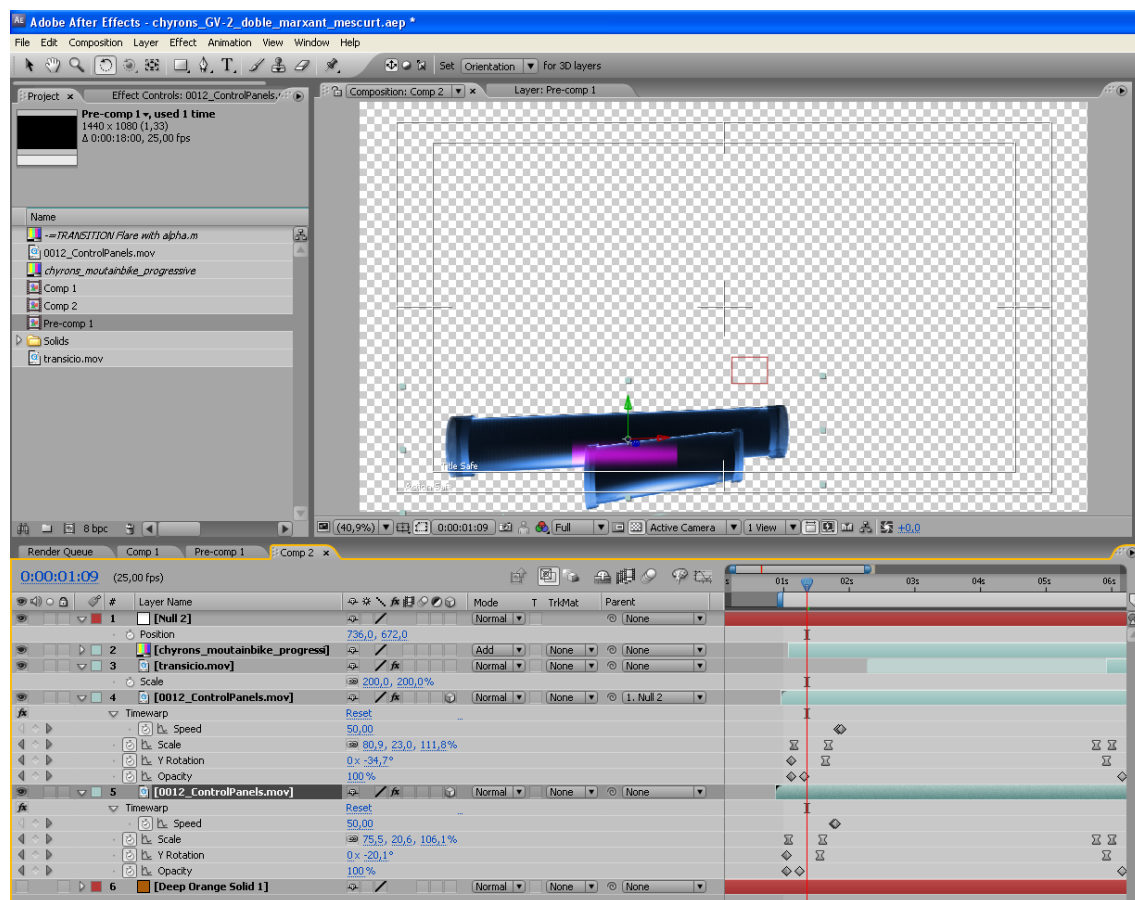 Adobe After Effects - chyrons_GV-2_doble_marxant_mescurt.aep *
File Edit Composition Layer Effect Animation View Window Help
Set Orientation for 3D layers
Project × Effect Controls: 0012_ControlPanels.
Composition: Comp 2 × Layer: Pre-comp 1
Pre-comp 1, used 1 time
1440 x 1080 (1,33)
Δ 0:00:18:00, 25,00 fps
Name
-=TRANSITION Flare with alpha.m
0012_ControlPanels.mov
chyrons_moutainbike_progressive
Comp 1
Comp 2
Pre-comp 1
Solids
transicio.mov
Title Safe
Action Safe
8 bpc
(40,9%) 0:00:01:09 Full Active Camera 1 View +0,0
Render Queue Comp 1 Pre-comp 1 Comp 2 ×
0:00:01:09 (25,00 fps)
01s 02s 03s 04s 05s 06s
# Layer Name Mode T TrkMat Parent
1 [Null 2] Normal None
Position 736,0, 672,0
2 [chyrons_moutainbike_progressi] Add None None
3 [transicio.mov] Normal None None
Scale 200,0, 200,0%
4 [0012_ControlPanels.mov] Normal None 1. Null 2
Timewarp Reset ...
Speed 50,00
Scale 80,9, 23,0, 111,8%
Y Rotation 0x -34,7°
Opacity 100%
5 [0012_ControlPanels.mov] Normal None None
Timewarp Reset ...
Speed 50,00
Scale 75,5, 20,6, 106,1%
Y Rotation 0x -20,1°
Opacity 100%
6 [Deep Orange Solid 1] Normal None None